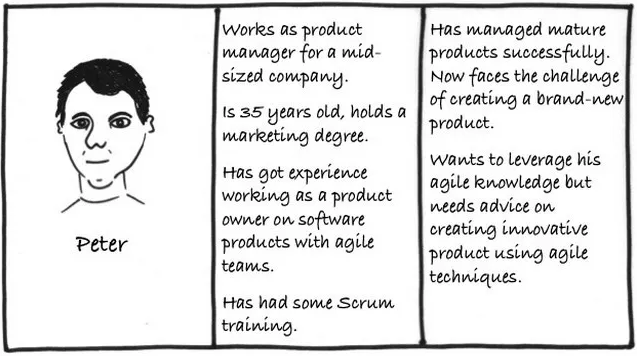 Peter
Works as product
manager for a mid-
sized company.
Is 35 years old, holds a
marketing degree.
Has got experience
working as a product
owner on software
products with agile
teams.
Has had some Scrum
training.
Has managed mature
products successfully.
Now faces the challenge
of creating a brand-new
product.
Wants to leverage his
agile knowledge but
needs advice on
creating innovative
product using agile
techniques.